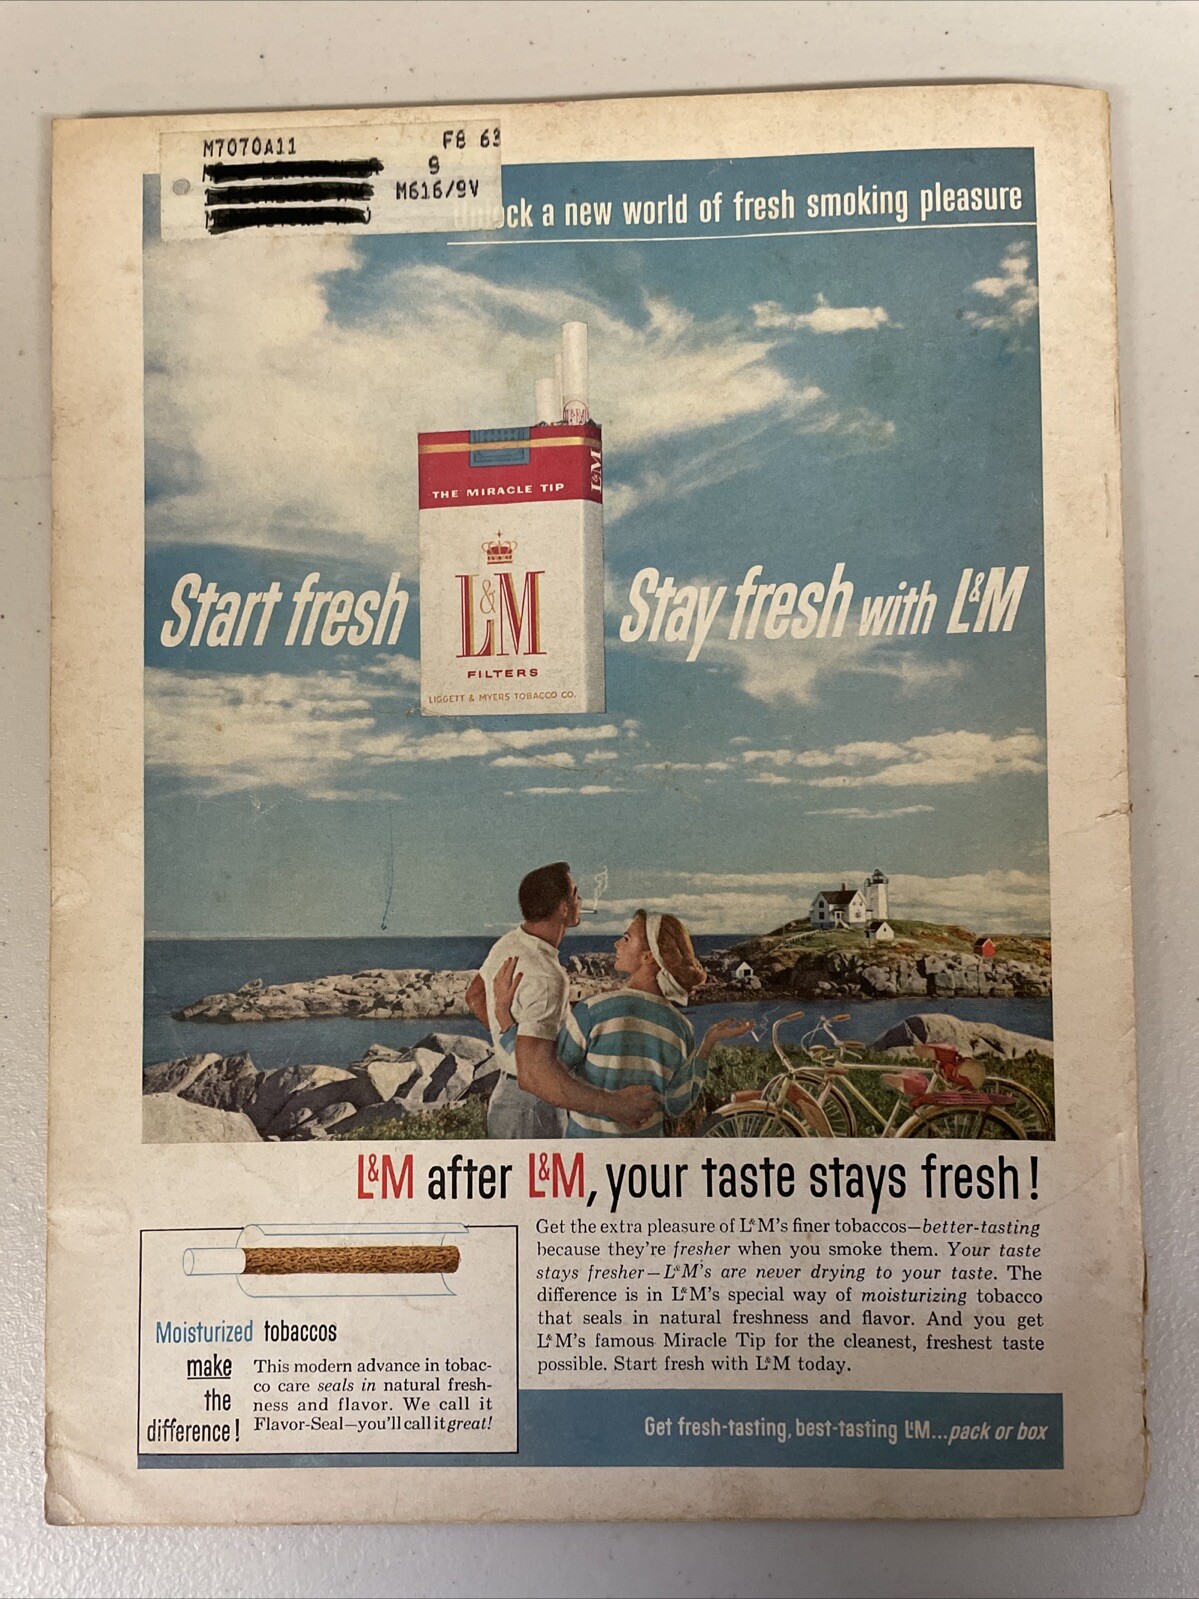 M7070A11 FB 63
9
M616/9V
Unlock a new world of fresh smoking pleasure
L&M
THE MIRACLE TIP
L&M
L&M
FILTERS
LIGGETT & MYERS TOBACCO CO.
Start fresh
Stay fresh with L&M
L&M after L&M, your taste stays fresh!
Get the extra pleasure of L&M's finer tobaccos—better-tasting
because they're fresher when you smoke them. Your taste
stays fresher—L&M's are never drying to your taste. The
difference is in L&M's special way of moisturizing tobacco
that seals in natural freshness and flavor. And you get
L&M's famous Miracle Tip for the cleanest, freshest taste
possible. Start fresh with L&M today.
Moisturized tobaccos
make
the
difference!
This modern advance in tobac-
co care seals in natural fresh-
ness and flavor. We call it
Flavor-Seal—you'll call it great!
Get fresh-tasting, best-tasting L&M...pack or box